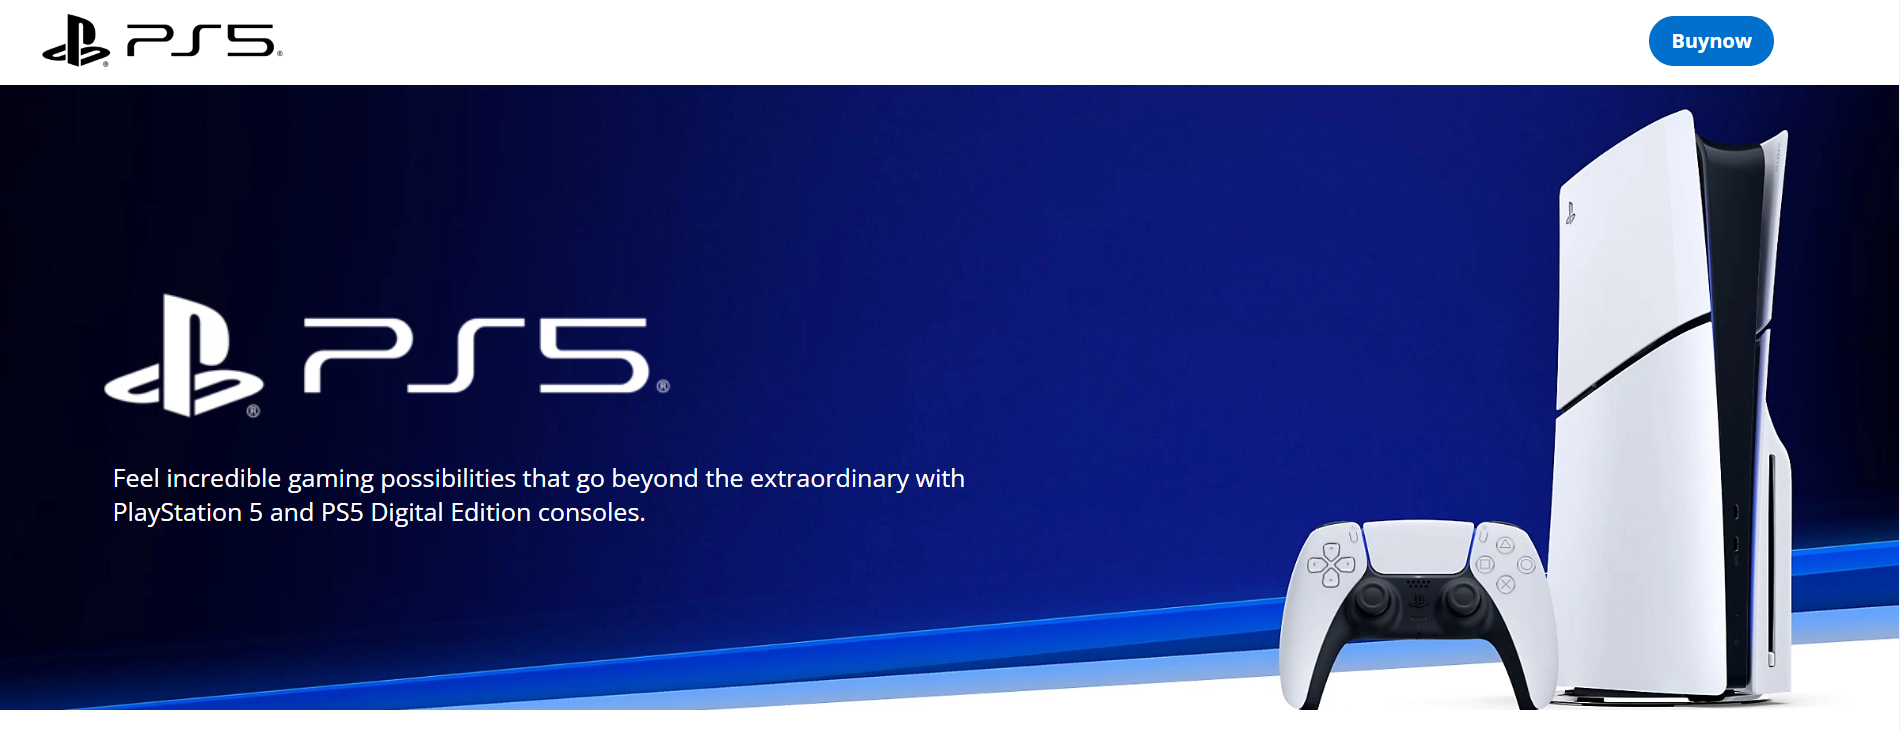 PS5®
Buynow
PS5®
Feel incredible gaming possibilities that go beyond the extraordinary with
PlayStation 5 and PS5 Digital Edition consoles.